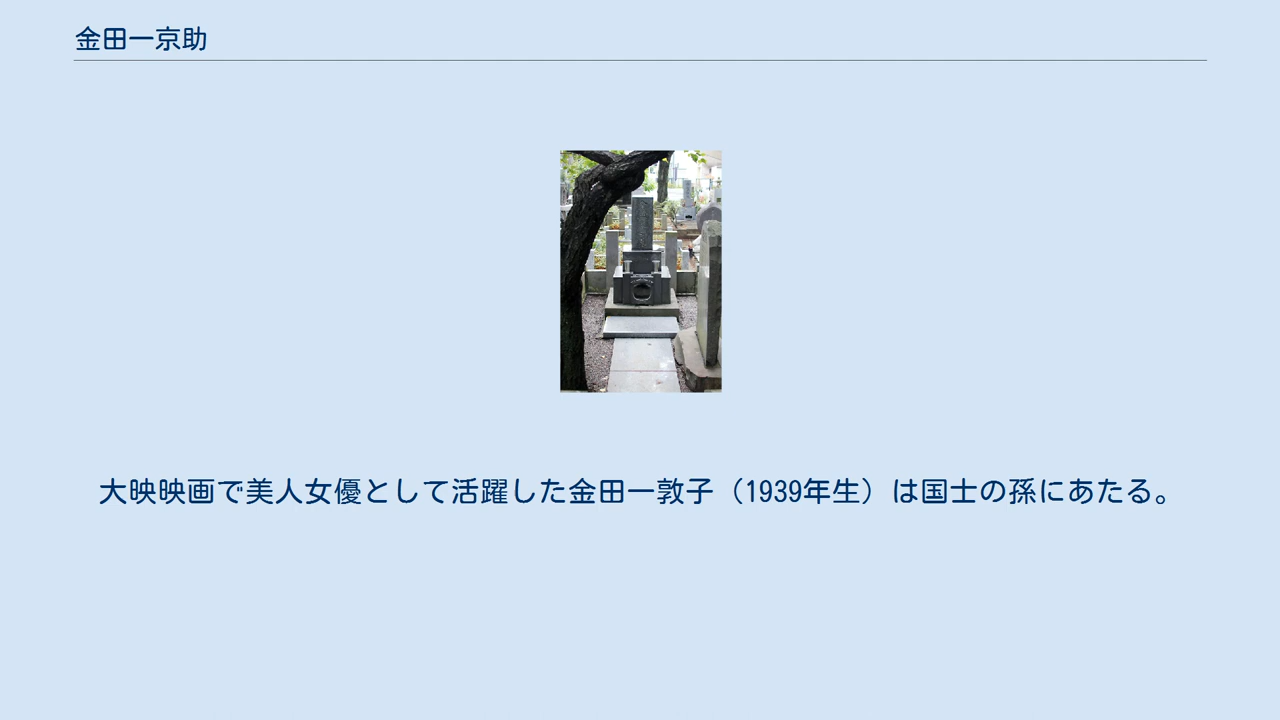 金田一京助
大映映画で美人女優として活躍した金田一敦子（1939年生）は国士の孫にあたる。